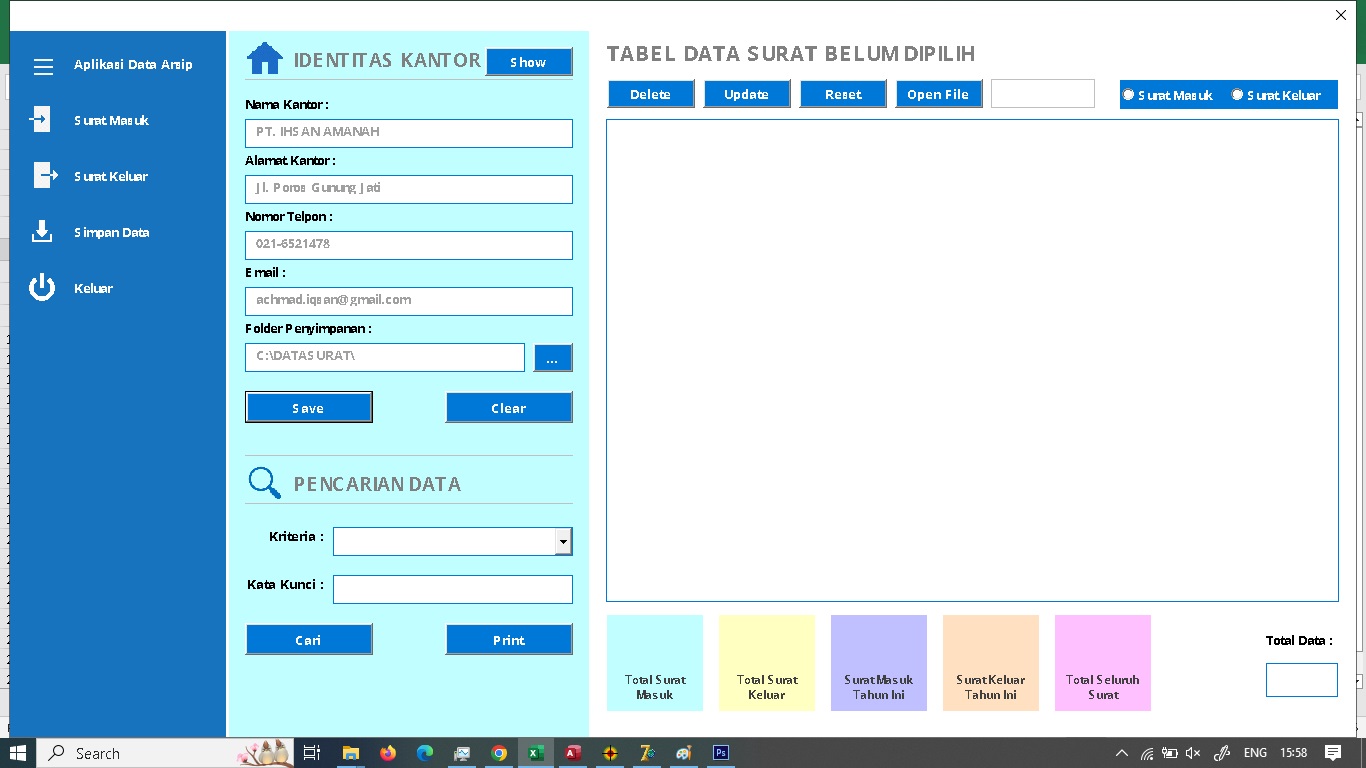 Aplikasi Data Arsip
Surat Masuk
Surat Keluar
Simpan Data
Keluar
IDENTITAS KANTOR
Show
Nama Kantor :
PT. IHSAN AMANAH
Alamat Kantor :
Jl. Poros Gunung Jati
Nomor Telpon :
021-6521478
Email :
achmad.iqsan@gmail.com
Folder Penyimpanan :
C:\DATASURAT\
...
Save
Clear
PENCARIAN DATA
Kriteria :
Kata Kunci :
Cari
Print
TABEL DATA SURAT BELUM DIPILIH
Delete
Update
Reset
Open File
Surat Masuk
Surat Keluar
Total Surat
Masuk
Total Surat
Keluar
Surat Masuk
Tahun Ini
Surat Keluar
Tahun Ini
Total Seluruh
Surat
Total Data :
Search
ENG
15:58